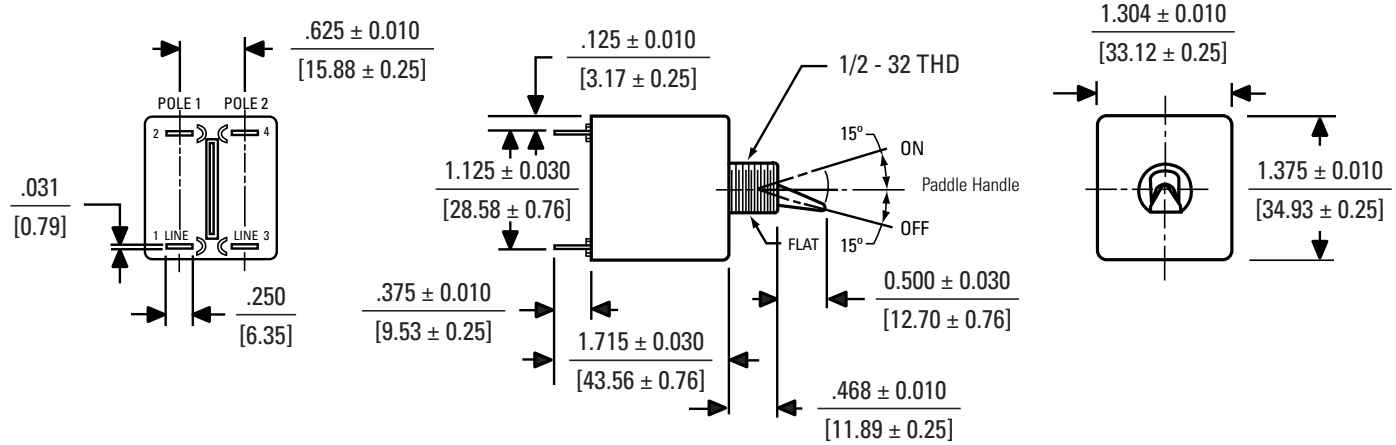 .625 ± 0.010
[15.88 ± 0.25]
POLE 1 POLE 2
2 4
.031
[0.79]
1 LINE LINE 3
.250
[6.35]
.125 ± 0.010
[3.17 ± 0.25]
1/2 - 32 THD
1.125 ± 0.030
[28.58 ± 0.76]
15º
ON
Paddle Handle
OFF
15º
FLAT
.375 ± 0.010
[9.53 ± 0.25]
1.715 ± 0.030
[43.56 ± 0.76]
0.500 ± 0.030
[12.70 ± 0.76]
.468 ± 0.010
[11.89 ± 0.25]
1.304 ± 0.010
[33.12 ± 0.25]
1.375 ± 0.010
[34.93 ± 0.25]